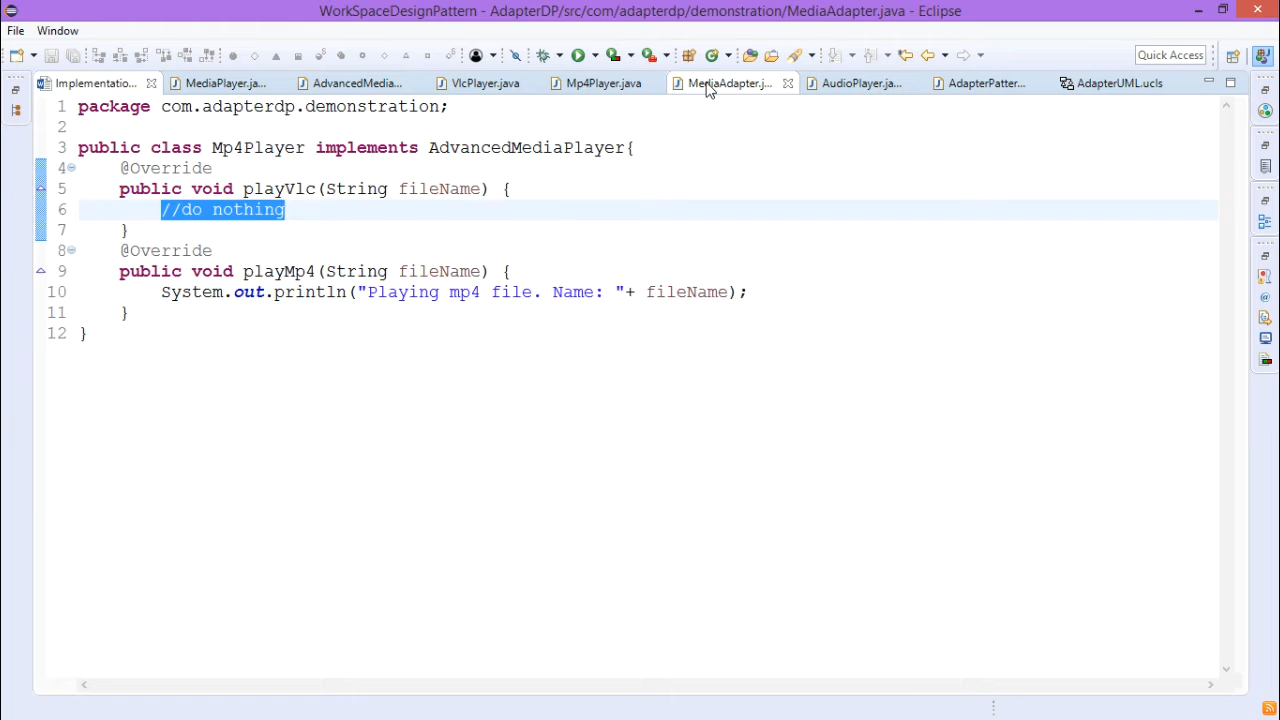 WorkSpaceDesignPattern - AdapterDP/src/com/adapterdp/demonstration/MediaAdapter.java - Eclipse
File Window
Quick Access
Implementatio... MediaPlayer.ja... AdvancedMedia... VlcPlayer.java Mp4Player.java MediaAdapter.j... AudioPlayer.ja... AdapterPatter... AdapterUML.ucls
1 package com.adapterdp.demonstration;
2
3 public class Mp4Player implements AdvancedMediaPlayer{
4 @Override
5 public void playVlc(String fileName) {
6 //do nothing
7 }
8 @Override
9 public void playMp4(String fileName) {
10 System.out.println("Playing mp4 file. Name: "+ fileName);
11 }
12 }